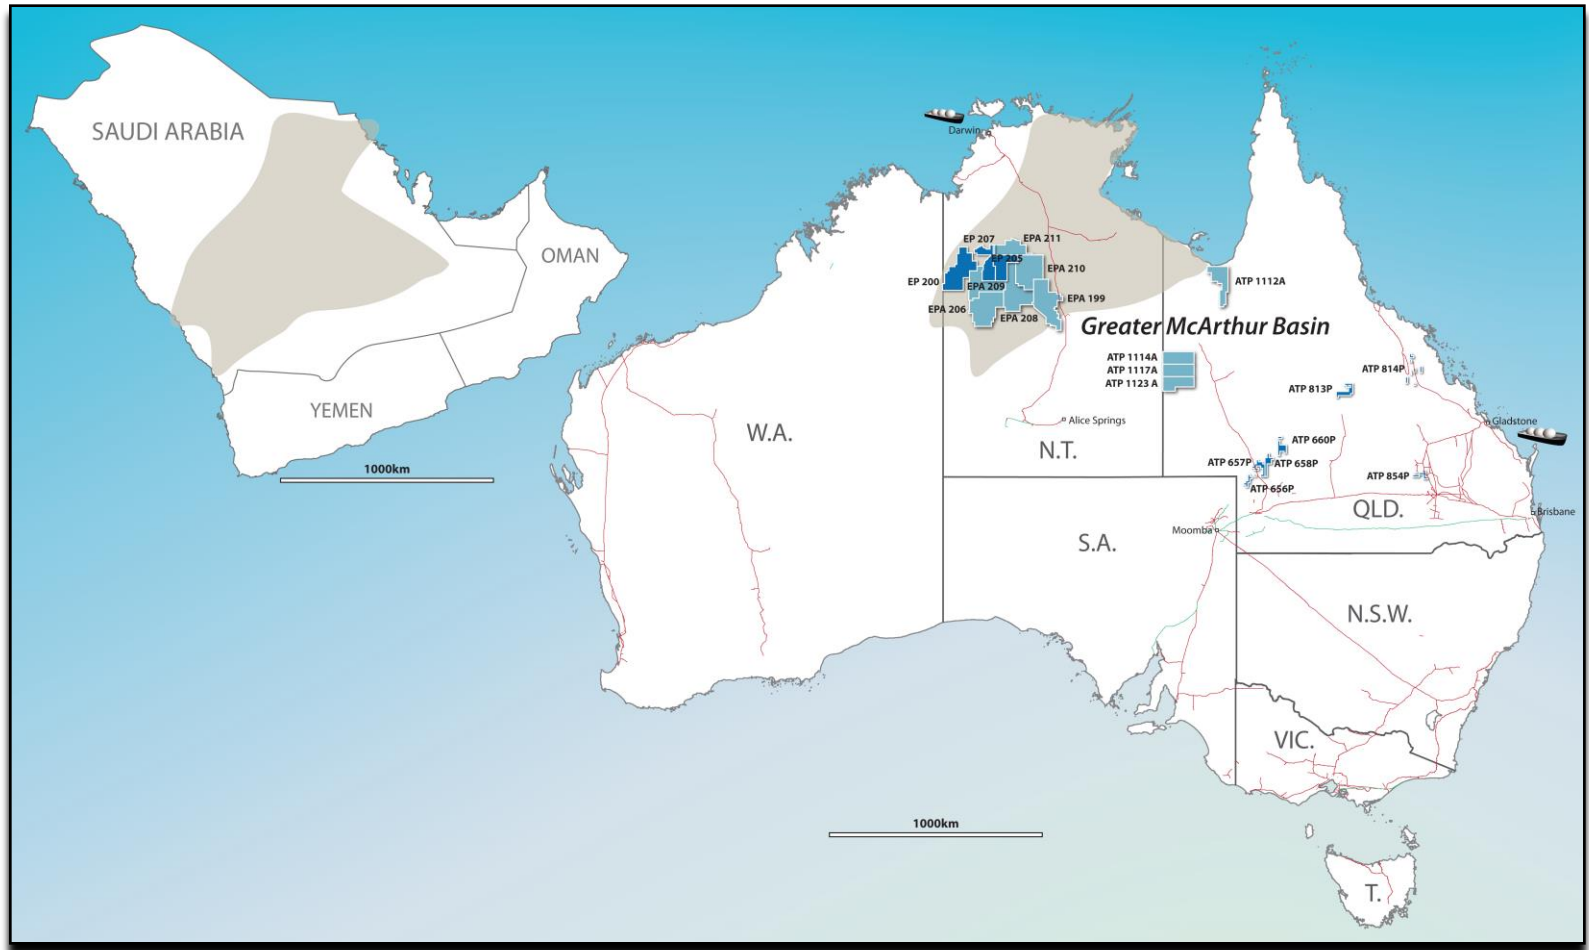 SAUDI ARABIA
OMAN
YEMEN
1000km
Darwin
EP 207
EPA 211
EP 205
EPA 210
EP 200
EPA 209
EPA 199
EPA 206
EPA 208
ATP 1112A
Greater McArthur Basin
ATP 1114A
ATP 1117A
ATP 1123 A
ATP 814P
ATP 813P
W.A.
Alice Springs
Gladstone
N.T.
ATP 660P
ATP 657P
ATP 658P
ATP 854P
ATP 656P
QLD.
Brisbane
Moomba
S.A.
N.S.W.
VIC.
1000km
T.